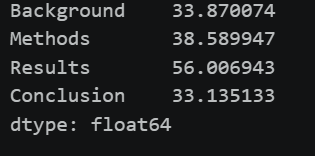 Background    33.870074
Methods       38.589947
Results       56.006943
Conclusion    33.135133
dtype: float64